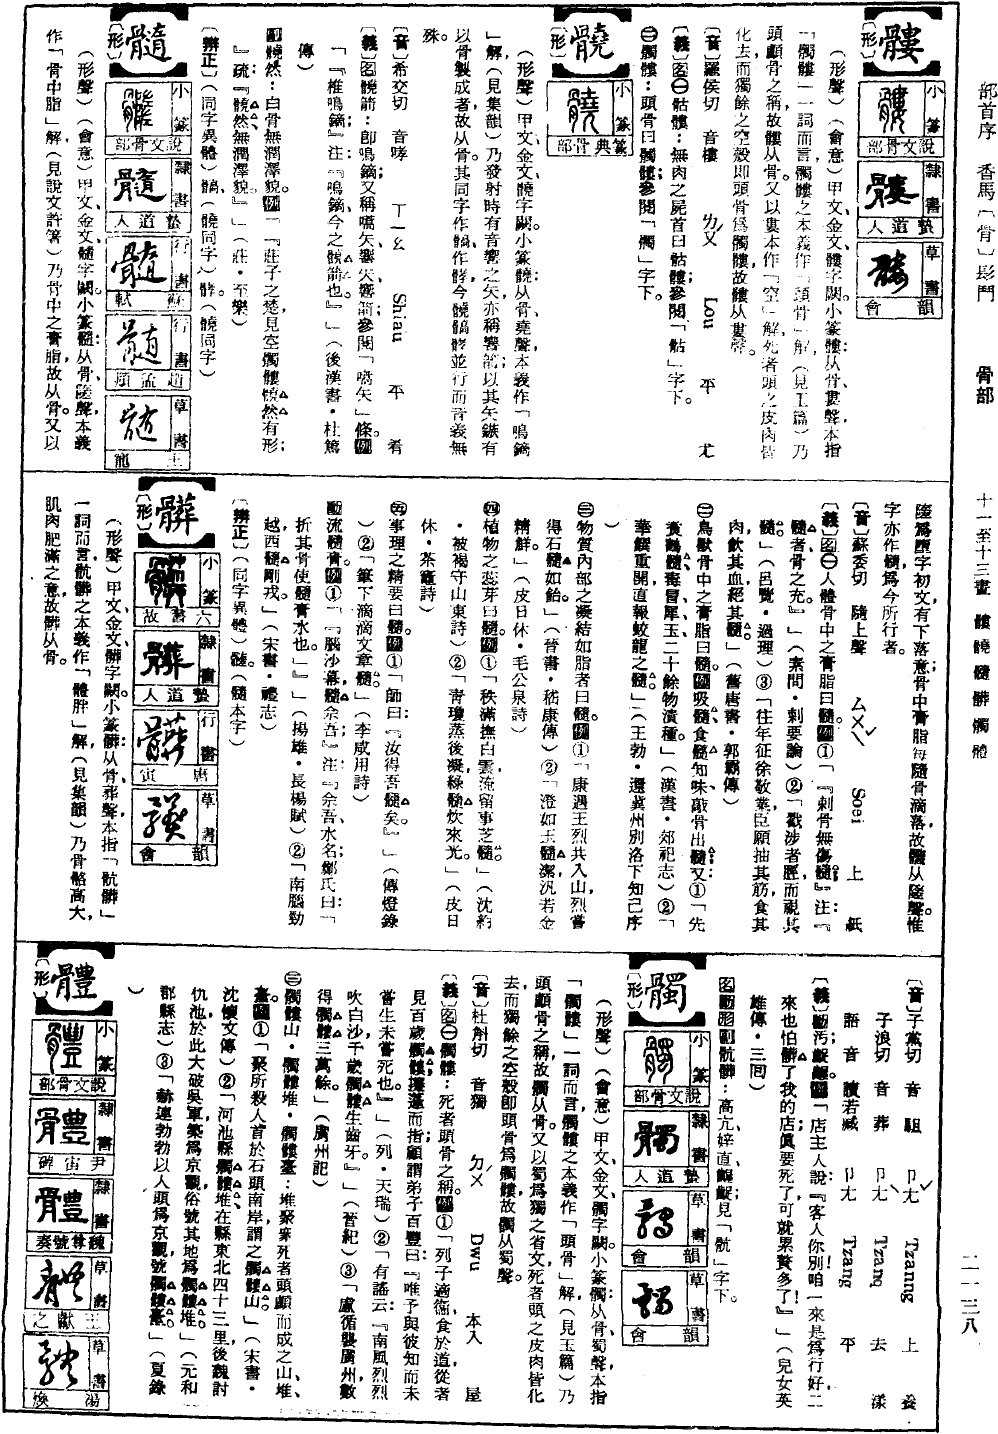 部首序 香馬〔骨〕髟鬥 骨部 十一至十三畫 髏髐髓髒髑體 二一三八
髏
〔形〕
小篆 說文骨部
隸書 蟄道人
草書 韻會
(形聲)(會意)甲文、金文、髏字闕。小篆髏:从骨、婁聲,本指
「髑髏」一詞而言,髑髏之本義作「頭骨」解(見玉篇)乃
頭顱骨之稱,故髏从骨。又以婁本作「空」解,死者頭之皮肉皆
化去而獨餘之空殼即頭骨為髑髏,故髏从婁聲。
〔音〕羅侯切 音樓 ㄌㄡˊ Lou 平 尤
〔義〕名㊀骷髏:無肉之屍首曰骷髏;參閱「骷」字下。
㊁髑髏:頭骨曰髑髏;參閱「髑」字下。
髐
〔形〕
小篆 篆典骨部
(形聲)甲文、金文、髐字闕。小篆髐:从骨、堯聲,本義作「鳴鏑
」解(見集韻)乃發射時有音響之矢,亦稱響箭;以其矢鏃有
以骨製成者,故从骨。其同字作髇,亦作骹,今髐髇骹並行而音義無
殊。
〔音〕希交切 音哮 ㄒㄧㄠ Shiau 平 肴
〔義〕名髐箭:即鳴鏑,又稱嚆矢、響矢、響箭;參閱「嚆矢」條。例
「『椎鳴鏑』注:『鳴鏑,今之髐箭也。』」(後漢書・杜篤
傳)
副髐然:白骨無潤澤貌。例「『莊子之楚,見空髑髏,髐然有形;
』疏:『髐然,無潤澤貌。』」(莊・至樂)
〔辨正〕(同字異體)髇(髐同字)骹(髐同字)
髓
〔形〕
小篆 說文骨部
隸書 蟄道人
行書 蘇軾
行書 趙孟頫
草書 王寵
(形聲)(會意)甲文、金文、髓字闕。小篆髓:从骨、隓聲,本義
作「骨中脂」解(見說文許箸)乃骨中之膏脂,故从骨。又以
隓為墮字初文,有下落意,骨中膏脂每隨骨滴落,故髓从隓聲。惟
字亦作髓,為今所行者。
〔音〕蘇委切 隨上聲 ㄙㄨㄟˇ Soei 上 紙
〔義〕名㊀人體骨中之膏脂曰髓。例①「『刺骨無傷髓』注:『
髓者骨之充。』」(素問・刺要論)②「截涉者脛而視其
髓。」(呂覽・過理)③「往年征徐敬業,臣願抽其筋,食其
肉,飲其血,絕其髓。」(舊唐書・郭霸傳)
㊁鳥獸骨中之膏脂曰髓。例吸髓、食髓知味、敲骨出髓;又①「先
煑鶴髓、毒冒、犀玉二十餘物漬種。」(漢書・郊祀志)②「
華饌重開,直報蛟龍之髓。」(王勃・還冀州別洛下知己序
)
㊂物質內部之凝結如脂者曰髓。例①「康遇王烈共入山,烈嘗
得石髓如飴。」(晉書・嵇康傳)②「澄如玉髓潔,汎若金
精鮮。」(皮日休・毛公泉詩)
㊃植物之蕊芽曰髓。例①「秩滿撫白雲,淹留事芝髓。」(沈約
・被褐守山東詩)②「青瓊蒸後凝,綠髓炊來光。」(皮日
休・茶竈詩)
㊄事理之精要曰髓。例①「師曰:『汝得吾髓矣。』」(傳燈錄
)②「筆下滴滴文章髓。」(李咸用詩)
動流髓骨。例①「『腦沙幕,髓余吾』注:『余吾,水名,鄭氏曰:「
折其骨使髓膏水也。」』」(揚雄・長楊賦)②「南腦勁
越,西髓剛戎。」(宋書・禮志)
〔辨正〕(同字異體)髓(髓本字)
髒
〔形〕
小篆 六書故
隸書 蟄道人
行書 唐寅
草書 韻會
(形聲)甲文、金文、髒字闕。小篆髒:从骨、葬聲,本指「骯髒」
一詞而言,骯髒之本義作「體胖」解(見集韻)乃骨骼高大,
肌肉肥滿之意,故髒从骨。
〔音〕子黨切 音駔 ㄗㄤˇ Tzanng 上 養
子浪切 音葬 ㄗㄤˋ Tzanq 去 漾
語音 讀若臧 ㄗㄤ Tzang 平
〔義〕動汚齷齪。例「店主人說:『客人你別咱!一來是為行好,二
來也怕髒了我的店;真要死了,可就累贅多了!』」(兒女英
雄傳・三回)
名動形副骯髒:高亢婞直、齷齪見「骯」字下。
髑
〔形〕
小篆 說文骨部
隸書 蟄道人
草書 韻會
草書 韻會
(形聲)(會意)甲文、金文、髑字闕。小篆髑:从骨、蜀聲,本指
「髑髏」一詞而言,髑髏之本義作「頭骨」解(見玉篇)乃
頭顱骨之稱,故髑从骨。又以蜀為獨之省文,死者頭之皮肉皆化
去而獨餘之空殼即頭骨為髑髏,故髑从蜀聲。
〔音〕杜斛切 音獨 ㄉㄨˊ Dwu 本入 屋
〔義〕名㊀髑髏:死者頭骨之稱。例①「列子適衞,食於道,從者
見百歲髑髏,攓蓬而指,顧謂弟子百豐曰:『唯予與彼知而未
嘗生未嘗死也。』」(列・天瑞)②「有謠云:『南風烈烈
吹白沙,千歲髑髏生齒牙。』」(晉紀)③「盧循襲廣州,數
得髑髏三萬餘。」(廣州記)
㊁髑髏山・髑髏堆・髑髏臺:堆聚衆死者頭顱而成之山、堆、
臺。例①「聚所殺人首於石頭南岸,謂之髑髏山。」(宋書・
沈懷文傳)②「河池縣髑髏堆在縣東北四十三里,後魏討
仇池於此,大破吳軍,築為京觀,俗號其地為髑髏堆。」(元和
郡縣志)③「赫連勃勃以人頭為京觀,號髑髏臺。」(夏錄
)
體
〔形〕
小篆 說文骨部
隸書 尹宙碑
隸書 魏韓號奏
草書 王獻之
草書 湯煥